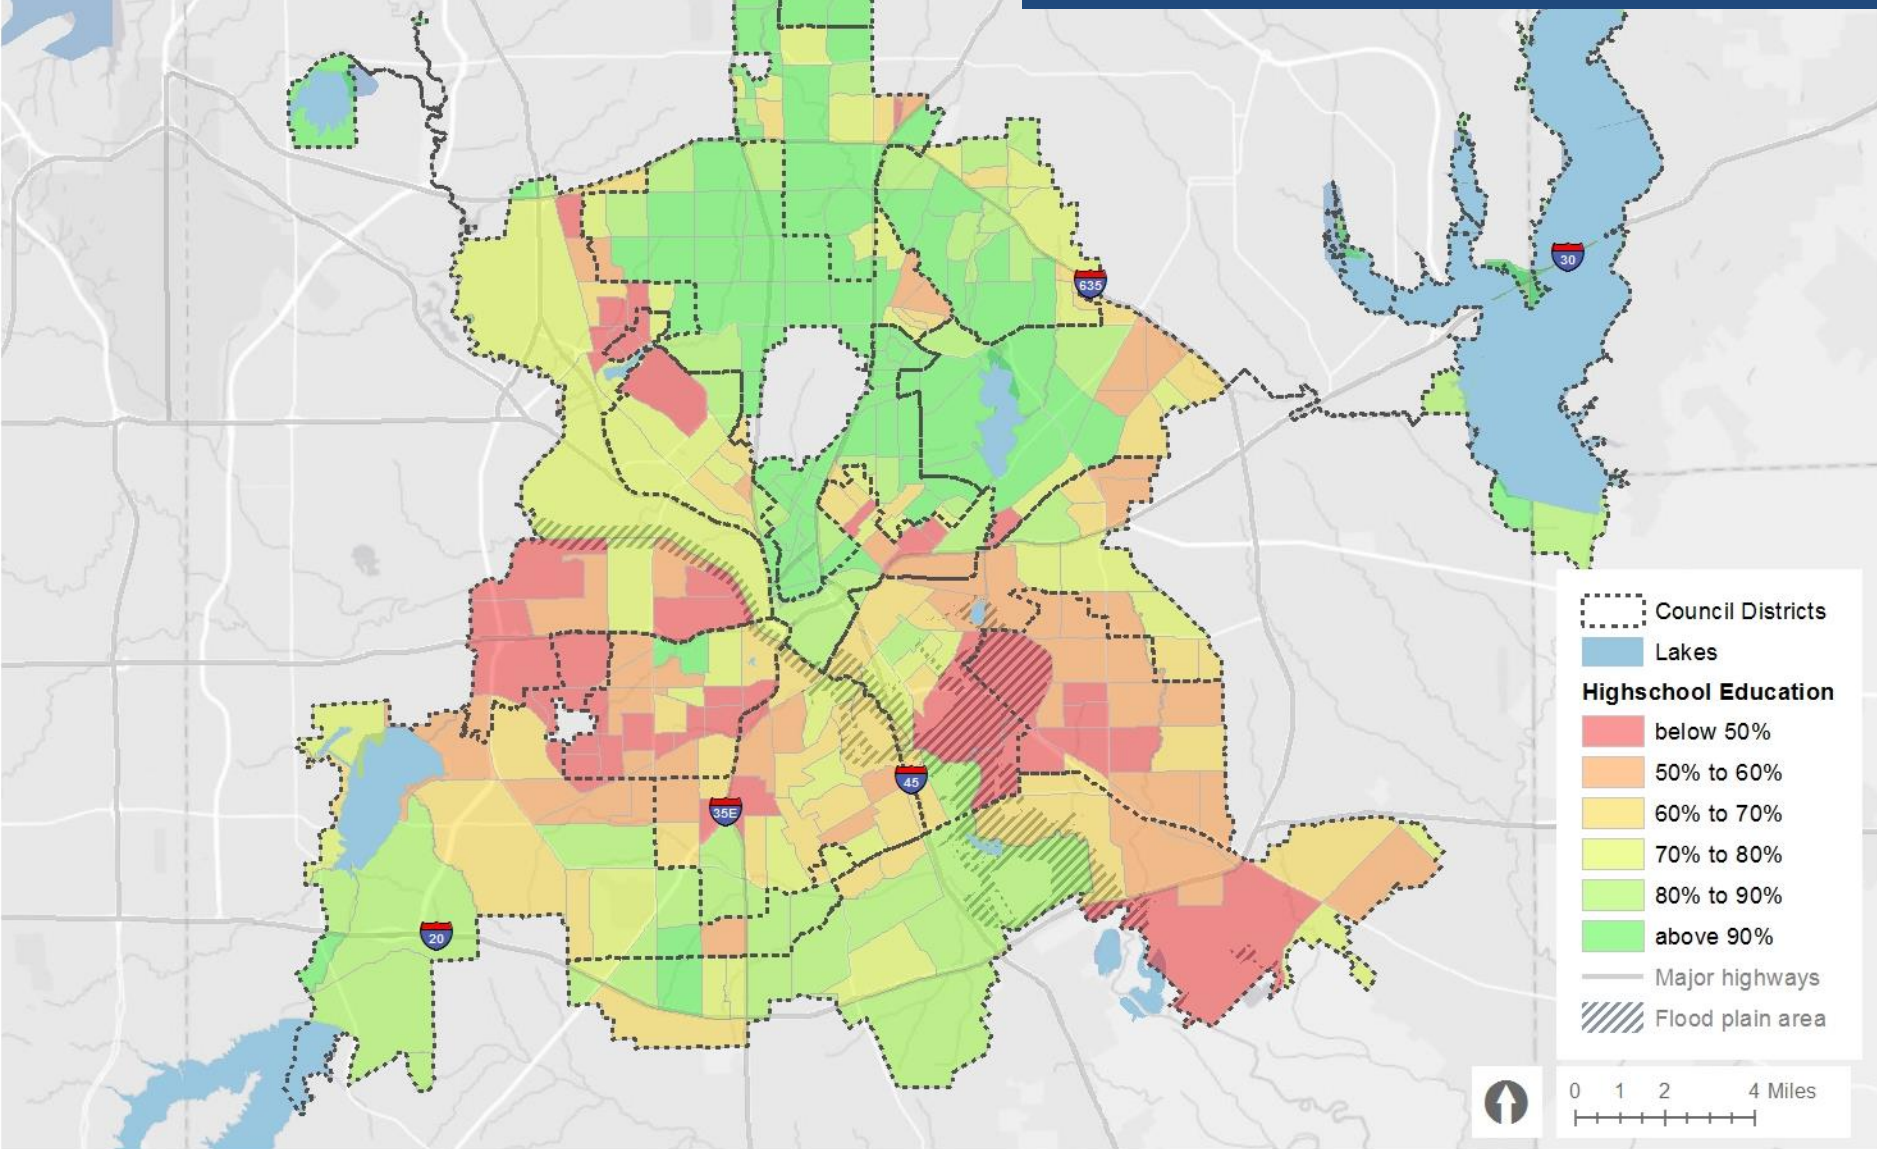 30
635
45
35E
20
Council Districts
Lakes
Highschool Education
below 50%
50% to 60%
60% to 70%
70% to 80%
80% to 90%
above 90%
Major highways
Flood plain area
0 1 2 4 Miles